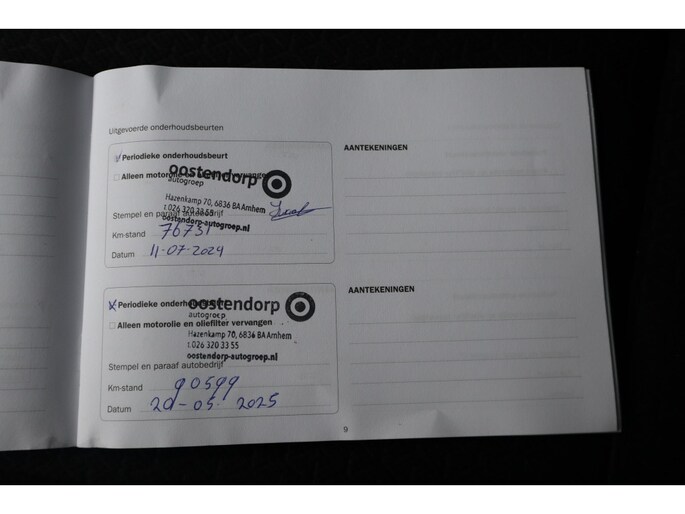 Uitgevoerde onderhoudsbeurten
Periodieke onderhoudsbeurt
AANTEKENINGEN
Alleen motorolie en oliefilter vervangen
oostendorp
autogroep
Hazenkamp 70, 6836 BA Arnhem
t 026 320 33 55
Stempel en paraaf autobedrijf
oostendorp-autogroep.nl
Km-stand 76731
Datum 11-07-2024
Periodieke onderhoudsbeurt
oostendorp
AANTEKENINGEN
autogroep
Alleen motorolie en oliefilter vervangen
Hazenkamp 70, 6836 BA Arnhem
t 026 320 33 55
oostendorp-autogroep.nl
Stempel en paraaf autobedrijf
Km-stand 90599
Datum 20-05-2025
9